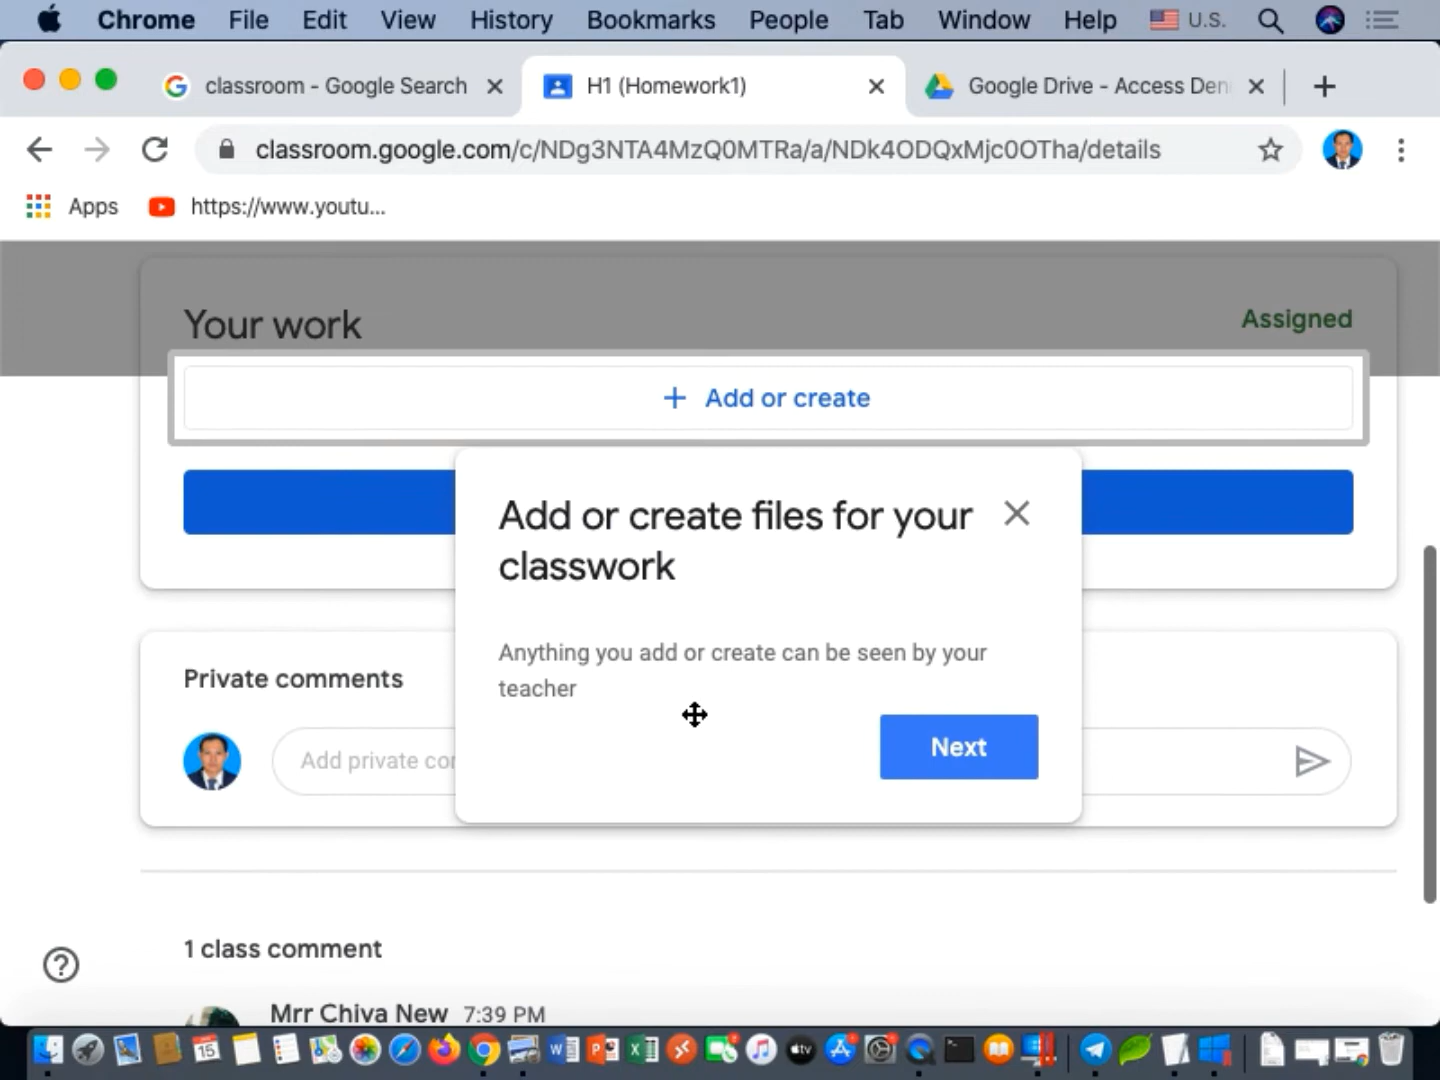 Chrome File Edit View History Bookmarks People Tab Window Help U.S.
classroom - Google Search H1 (Homework1) Google Drive - Access Den
classroom.google.com/c/NDg3NTA4MzQ0MTRa/a/NDk4ODQxMjc0OTha/details
Apps https://www.youtu...
Your work Assigned
+ Add or create
Add or create files for your
classwork
Anything you add or create can be seen by your
teacher
Next
Private comments
Add private co
1 class comment
Mrr Chiva New 7:39 PM
15
tv